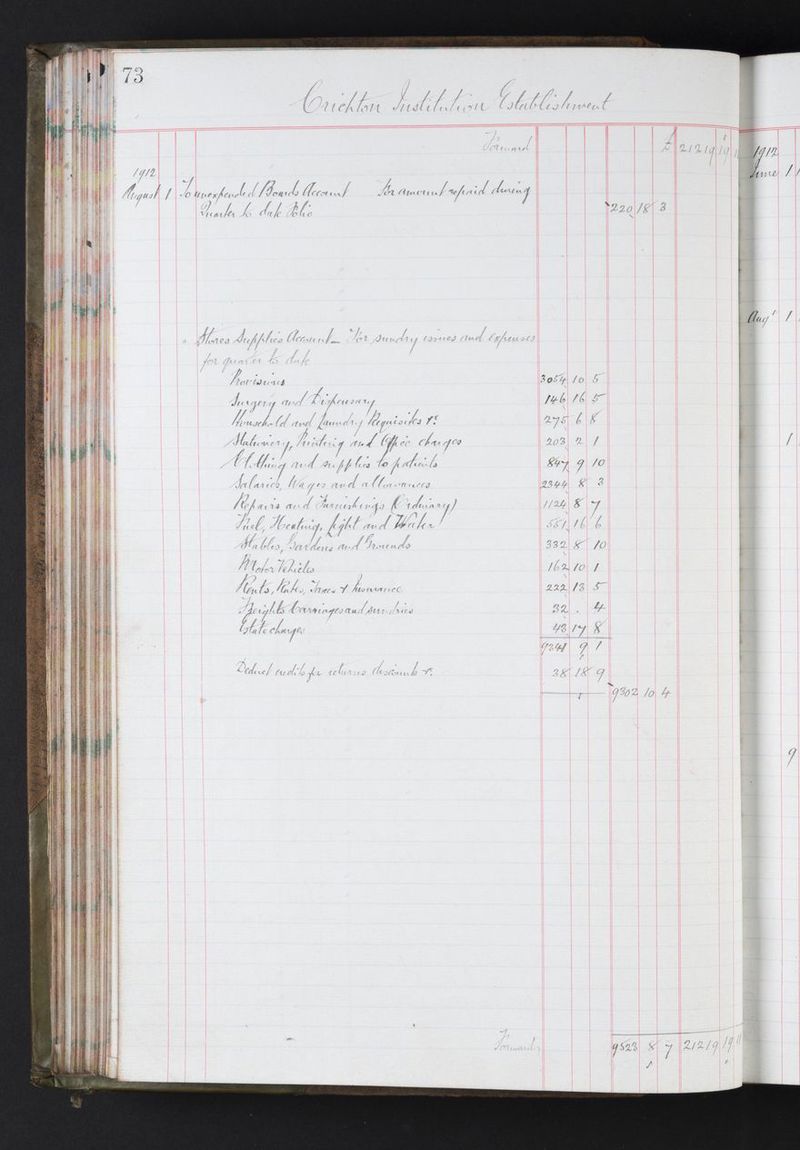 73
Crichton Institution Establishment
Forward £ 21219 19
1912
August 1 To unexpended Boards Account For amount repaid during
Quarter to date Folio 220 18 3
" Stores Supplies Account – For sundry issues and expenses
for quarter to date
Provisions 3054 10 5
Surgery and Dispensary 146 16 5
Household and Laundry Requisites &c 275 6 8
Stationery, Printing and Office charges 203 2 1
Clothing and supplies to patients 847 9 10
Salaries, Wages and allowances 2344 8 3
Repairs and Furnishings (Ordinary) 1124 8 7
Fuel, Heating, Light and Water 551 16 6
Stables, Gardens and Grounds 332 8 10
Motor Vehicles 162 10 1
Rents, Rates, Taxes & Insurance 222 13 5
Freights Carriages and sundries 32 . 4
Estate charges 43 17 8
9341 9 1
Deduct credits for returns discounts &c. 38 18 9
9302 10 4
Forward 9523 8 7 21219 19 11
1912
June 1
Augt 1
1
9